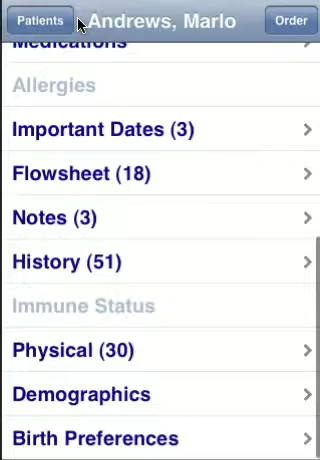 Patients Andrews, Marlo Order
Medications
Allergies
Important Dates (3)
Flowsheet (18)
Notes (3)
History (51)
Immune Status
Physical (30)
Demographics
Birth Preferences